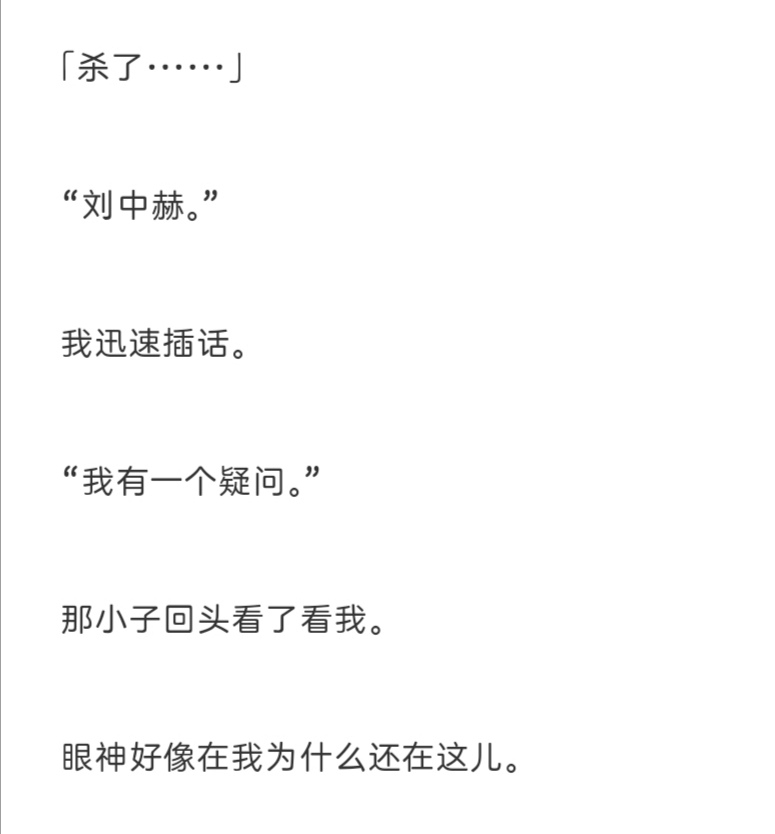 「杀了······」
“刘中赫。”
我迅速插话。
“我有一个疑问。”
那小子回头看了看我。
眼神好像在我为什么还在这儿。